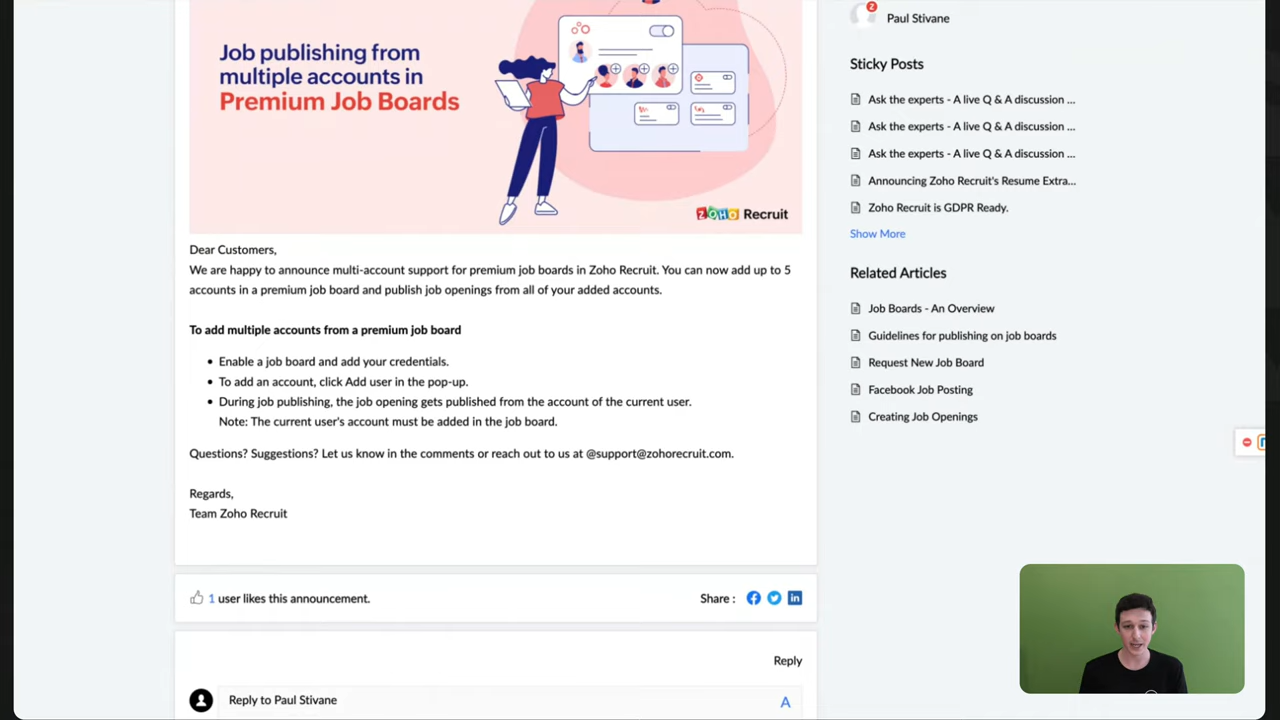 Job publishing from
multiple accounts in
Premium Job Boards
ZOHO Recruit
Dear Customers,
We are happy to announce multi-account support for premium job boards in Zoho Recruit. You can now add up to 5
accounts in a premium job board and publish job openings from all of your added accounts.
To add multiple accounts from a premium job board
• Enable a job board and add your credentials.
• To add an account, click Add user in the pop-up.
• During job publishing, the job opening gets published from the account of the current user.
Note: The current user's account must be added in the job board.
Questions? Suggestions? Let us know in the comments or reach out to us at @support@zohorecruit.com.
Regards,
Team Zoho Recruit
1 user likes this announcement.
Share :
Reply
Reply to Paul Stivane
A
Z
Paul Stivane
Sticky Posts
Ask the experts - A live Q & A discussion ...
Ask the experts - A live Q & A discussion ...
Ask the experts - A live Q & A discussion ...
Announcing Zoho Recruit's Resume Extra...
Zoho Recruit is GDPR Ready.
Show More
Related Articles
Job Boards - An Overview
Guidelines for publishing on job boards
Request New Job Board
Facebook Job Posting
Creating Job Openings